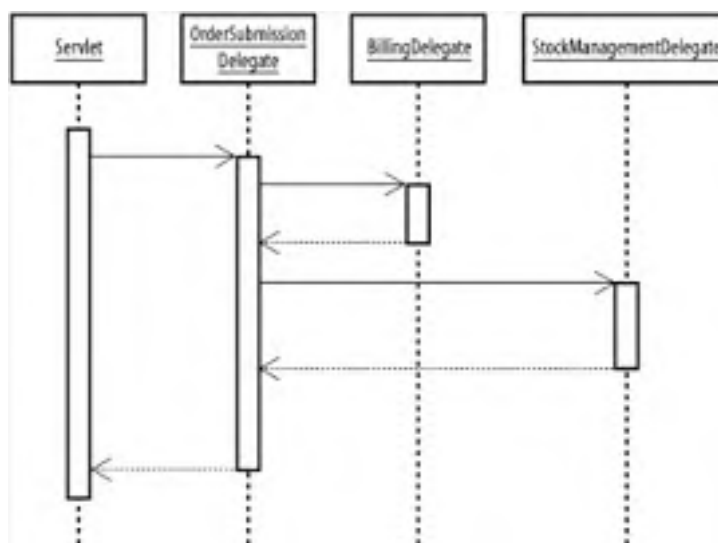 Servlet
OrderSubmission
Delegate
BillingDelegate
StockManagementDelegate